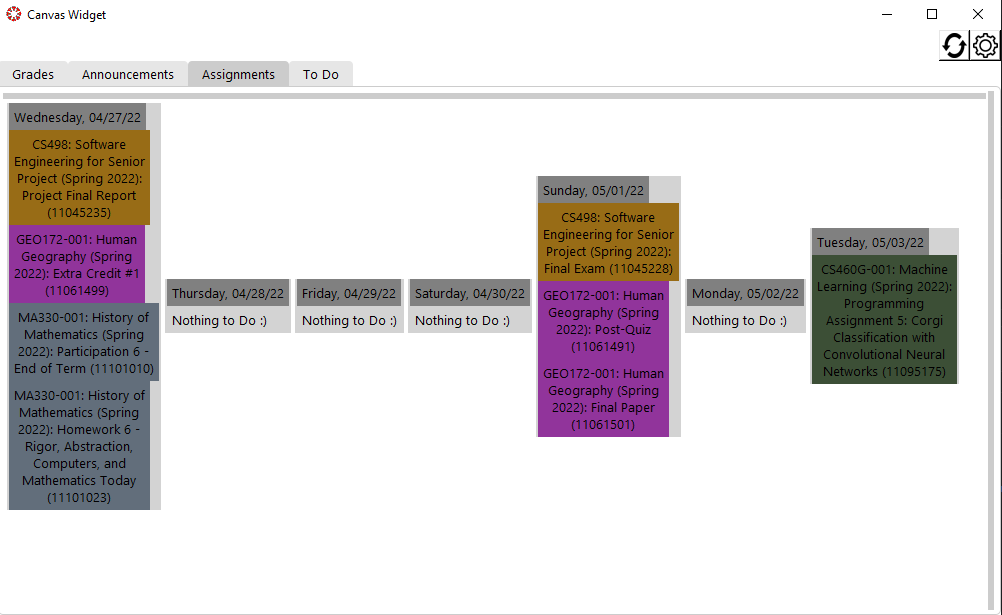 Canvas Widget
Grades
Announcements
Assignments
To Do
Wednesday, 04/27/22
CS498: Software
Engineering for Senior
Project (Spring 2022):
Project Final Report
(11045235)
GEO172-001: Human
Geography (Spring
2022): Extra Credit #1
(11061499)
MA330-001: History of
Mathematics (Spring
2022): Participation 6 -
End of Term (11101010)
MA330-001: History of
Mathematics (Spring
2022): Homework 6 -
Rigor, Abstraction,
Computers, and
Mathematics Today
(11101023)
Thursday, 04/28/22
Nothing to Do :)
Friday, 04/29/22
Nothing to Do :)
Saturday, 04/30/22
Nothing to Do :)
Sunday, 05/01/22
CS498: Software
Engineering for Senior
Project (Spring 2022):
Final Exam (11045228)
GEO172-001: Human
Geography (Spring
2022): Post-Quiz
(11061491)
GEO172-001: Human
Geography (Spring
2022): Final Paper
(11061501)
Monday, 05/02/22
Nothing to Do :)
Tuesday, 05/03/22
CS460G-001: Machine
Learning (Spring 2022):
Programming
Assignment 5: Corgi
Classification with
Convolutional Neural
Networks (11095175)